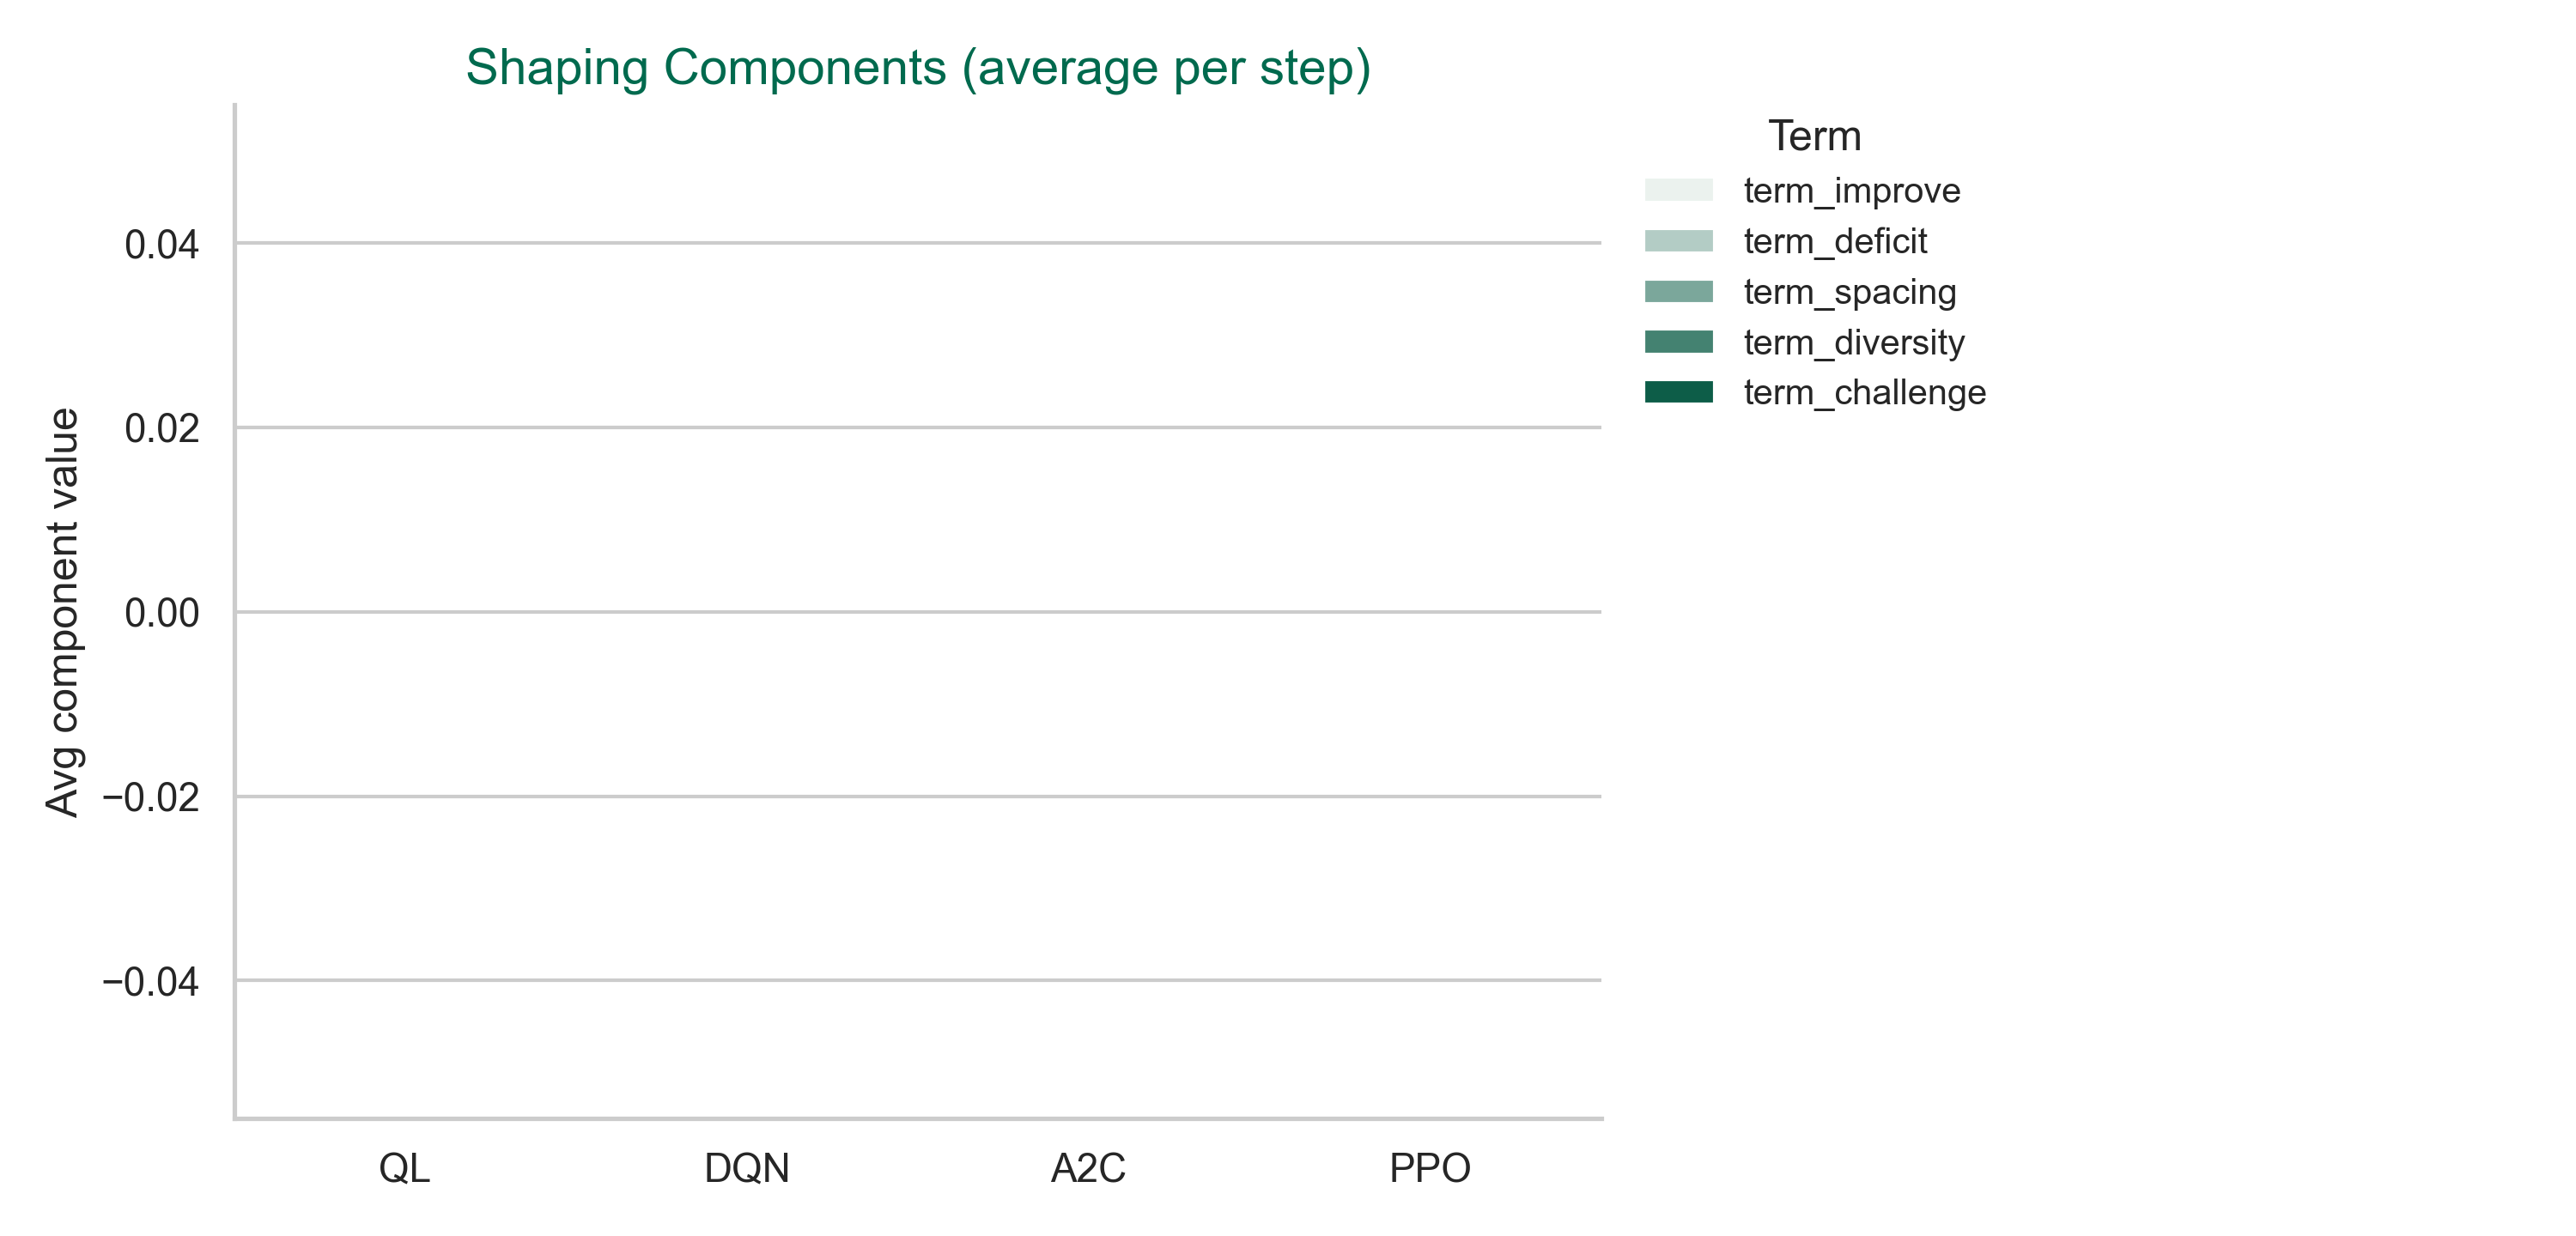 Shaping Components (average per step)
Term
term_improve
term_deficit
term_spacing
term_diversity
term_challenge
Avg component value
0.04
0.02
0.00
−0.02
−0.04
QL
DQN
A2C
PPO